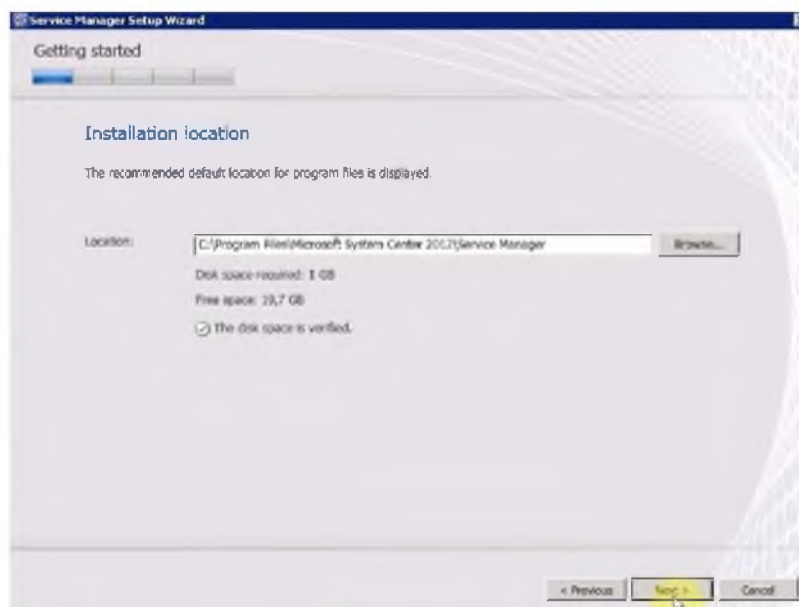 Service Manager Setup Wizard
Getting started
Installation location
The recommended default location for program files is displayed.
Location:
C:\Program Files\Microsoft System Center 2012\Service Manager
Browse...
Disk space required: 1 GB
Free space: 19,7 GB
The disk space is verified.
< Previous
Next >
Cancel